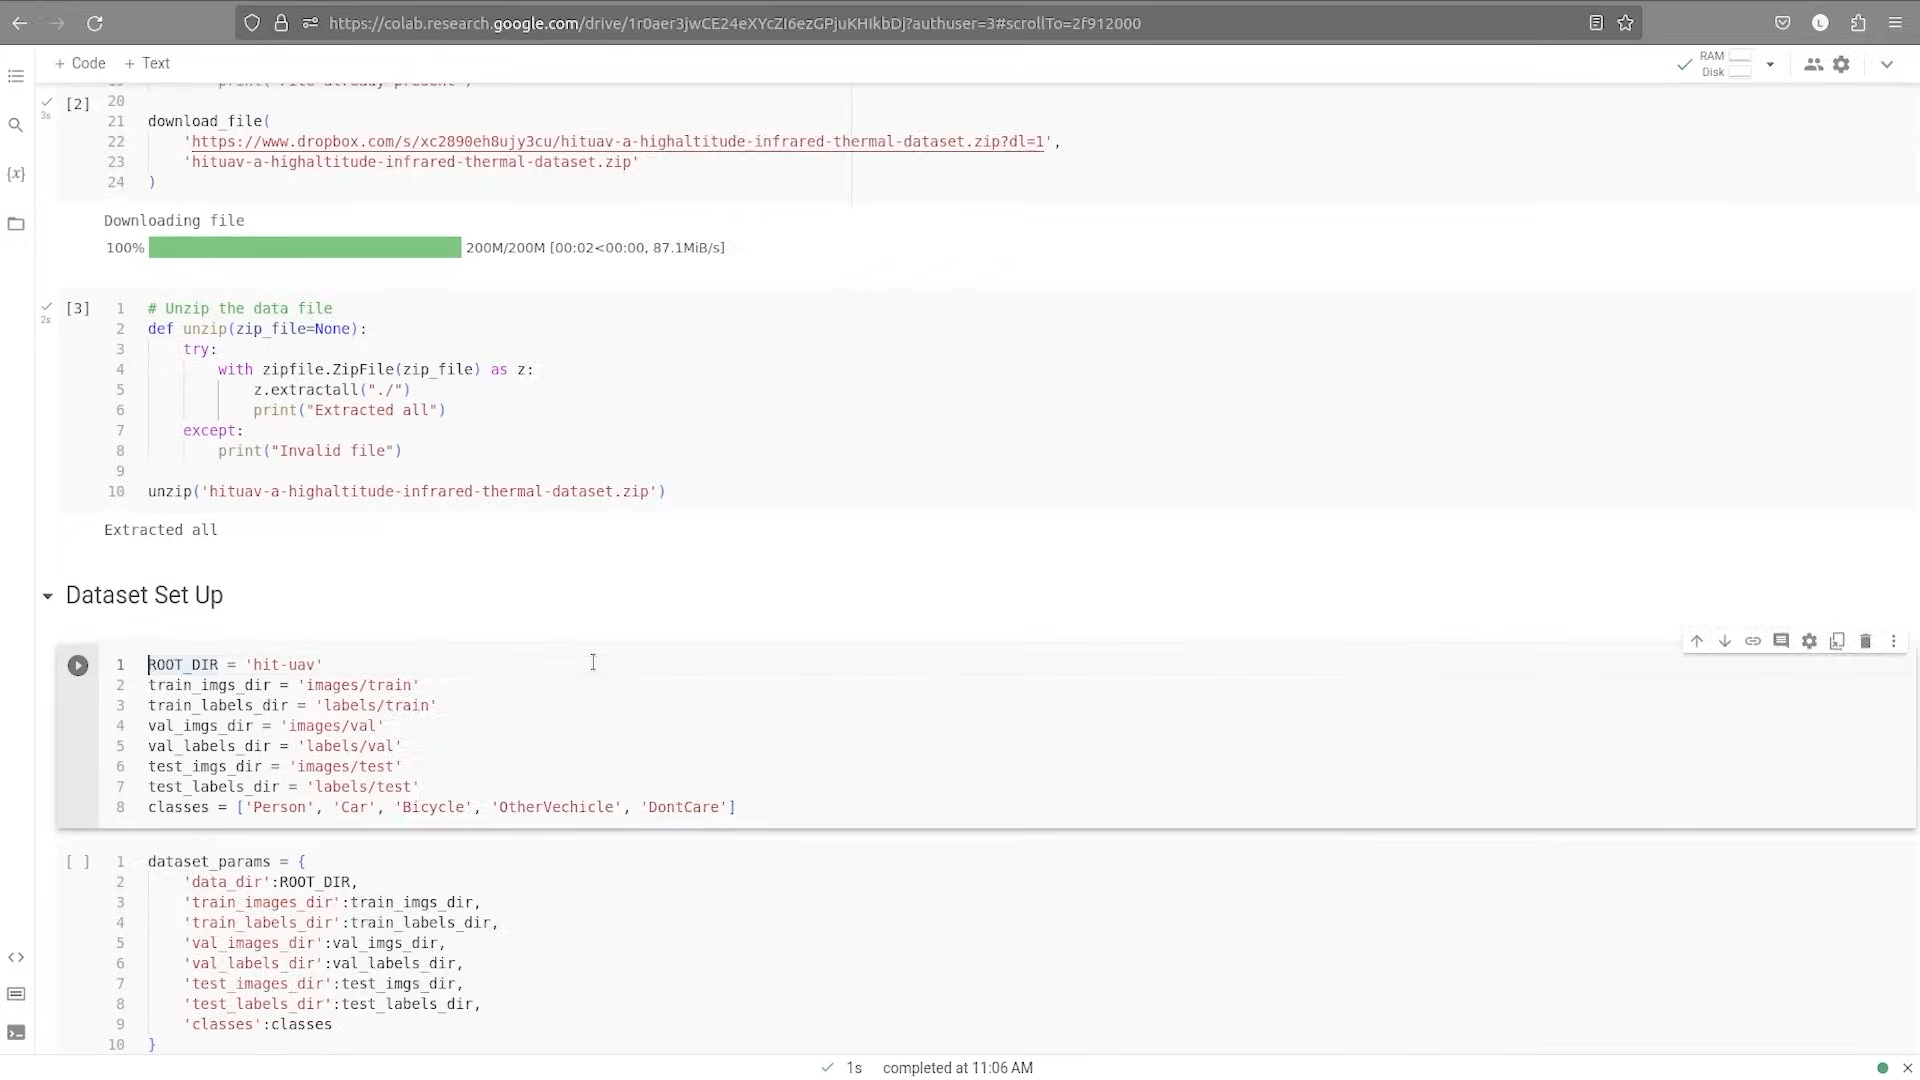 https://colab.research.google.com/drive/1r0aer3jwCE24eXYcZI6ezGPjuKHIkbDj?authuser=3#scrollTo=2f912000
+ Code + Text
RAM
Disk
[2]
3s
20
21 download_file(
22 'https://www.dropbox.com/s/xc2890eh8ujy3cu/hituav-a-highaltitude-infrared-thermal-dataset.zip?dl=1',
23 'hituav-a-highaltitude-infrared-thermal-dataset.zip'
24 )
Downloading file
100% 200M/200M [00:02<00:00, 87.1MiB/s]
[3]
2s
1 # Unzip the data file
2 def unzip(zip_file=None):
3 try:
4 with zipfile.ZipFile(zip_file) as z:
5 z.extractall("./")
6 print("Extracted all")
7 except:
8 print("Invalid file")
9
10 unzip('hituav-a-highaltitude-infrared-thermal-dataset.zip')
Extracted all
Dataset Set Up
1 ROOT_DIR = 'hit-uav'
2 train_imgs_dir = 'images/train'
3 train_labels_dir = 'labels/train'
4 val_imgs_dir = 'images/val'
5 val_labels_dir = 'labels/val'
6 test_imgs_dir = 'images/test'
7 test_labels_dir = 'labels/test'
8 classes = ['Person', 'Car', 'Bicycle', 'OtherVechicle', 'DontCare']
[ ]
1 dataset_params = {
2 'data_dir':ROOT_DIR,
3 'train_images_dir':train_imgs_dir,
4 'train_labels_dir':train_labels_dir,
5 'val_images_dir':val_imgs_dir,
6 'val_labels_dir':val_labels_dir,
7 'test_images_dir':test_imgs_dir,
8 'test_labels_dir':test_labels_dir,
9 'classes':classes
10 }
1s completed at 11:06 AM